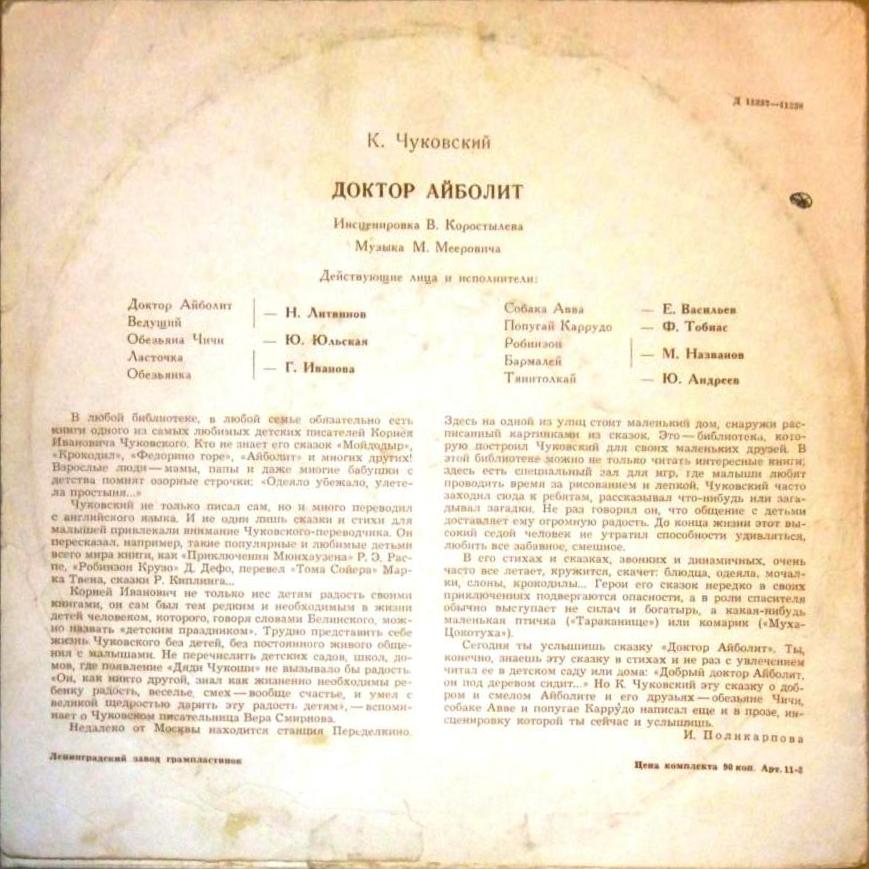 Д 11237—11238
К. Чуковский
ДОКТОР АЙБОЛИТ
Инсценировка В. Коростылева
Музыка М. Мееровича
Действующие лица и исполнители:
Доктор Айболит
Ведущий
— Н. Литвинов
Обезьяна Чичи — Ю. Юльская
Ласточка
Обезьянка
— Г. Иванова
Собака Авва — Е. Васильев
Попугай Каррудо — Ф. Тобиас
Робинзон
Бармалей
— М. Названов
Тянитолкай — Ю. Андреев
В любой библиотеке, в любой семье обязательно есть
книги одного из самых любимых детских писателей Корнея
Ивановича Чуковского. Кто не знает его сказок «Мойдодыр»,
«Крокодил», «Федорино горе», «Айболит» и многих других!
Взрослые люди — мамы, папы и даже многие бабушки с
детства помнят озорные строчки: «Одеяло убежало, улете-
ла простыня...»
Чуковский не только писал сам, но и много переводил
с английского языка. И не одни лишь сказки и стихи для
малышей привлекали внимание Чуковского-переводчика. Он
пересказал, например, такие популярные и любимые детьми
всего мира книги, как «Приключения Мюнхаузена» Р. Э. Рас-
пе, «Робинзон Крузо» Д. Дефо, перевел «Тома Сойера» Мар-
ка Твена, сказки Р. Киплинга...
Корней Иванович не только нес детям радость своими
книгами, он сам был тем редким и необходимым в жизни
детей человеком, которого, говоря словами Белинского, мож-
но назвать «детским праздником». Трудно представить себе
жизнь Чуковского без детей, без постоянного живого обще-
ния с малышами. Не перечислить детских садов, школ, до-
мов, где появление «Дяди Чукоши» не вызывало бы радость.
«Он, как никто другой, знал как жизненно необходимы ре-
бенку радость, веселье, смех — вообще счастье, и умел с
великой щедростью дарить эту радость детям», — вспоми-
нает о Чуковском писательница Вера Смирнова.
Недалеко от Москвы находится станция Переделкино.
Здесь на одной из улиц стоит маленький дом, снаружи рас-
писанный картинками из сказок. Это — библиотека, кото-
рую построил Чуковский для своих маленьких друзей. В
этой библиотеке можно не только читать интересные книги;
здесь есть специальный зал для игр, где малыши любят
проводить время за рисованием и лепкой. Чуковский часто
заходил сюда к ребятам, рассказывал что-нибудь или зага-
дывал загадки. Не раз говорил он, что общение с детьми
доставляет ему огромную радость. До конца жизни этот вы-
сокий седой человек не утратил способности удивляться,
любить все забавное, смешное.
В его стихах и сказках, звонких и динамичных, очень
часто все летает, кружится, скачет: блюдца, одеяла, мочал-
ки, слоны, крокодилы... Герои его сказок нередко в своих
приключениях подвергаются опасности, а в роли спасителя
обычно выступает не силач и богатырь, а какая-нибудь
маленькая птичка («Тараканище») или комарик («Муха-
Цокотуха»).
Сегодня ты услышишь сказку «Доктор Айболит». Ты,
конечно, знаешь эту сказку в стихах и не раз с увлечением
читал ее в детском саду или дома: «Добрый доктор Айболит,
он под деревом сидит...» Но К. Чуковский эту сказку о доб-
ром и смелом Айболите и его друзьях — обезьяне Чичи,
собаке Авве и попугае Карру́до написал еще и в прозе, ин-
сценировку которой ты сейчас и услышишь.
И. Поликарпова
Ленинградский завод грампластинок
Цена комплекта 90 коп. Арт. 11-3